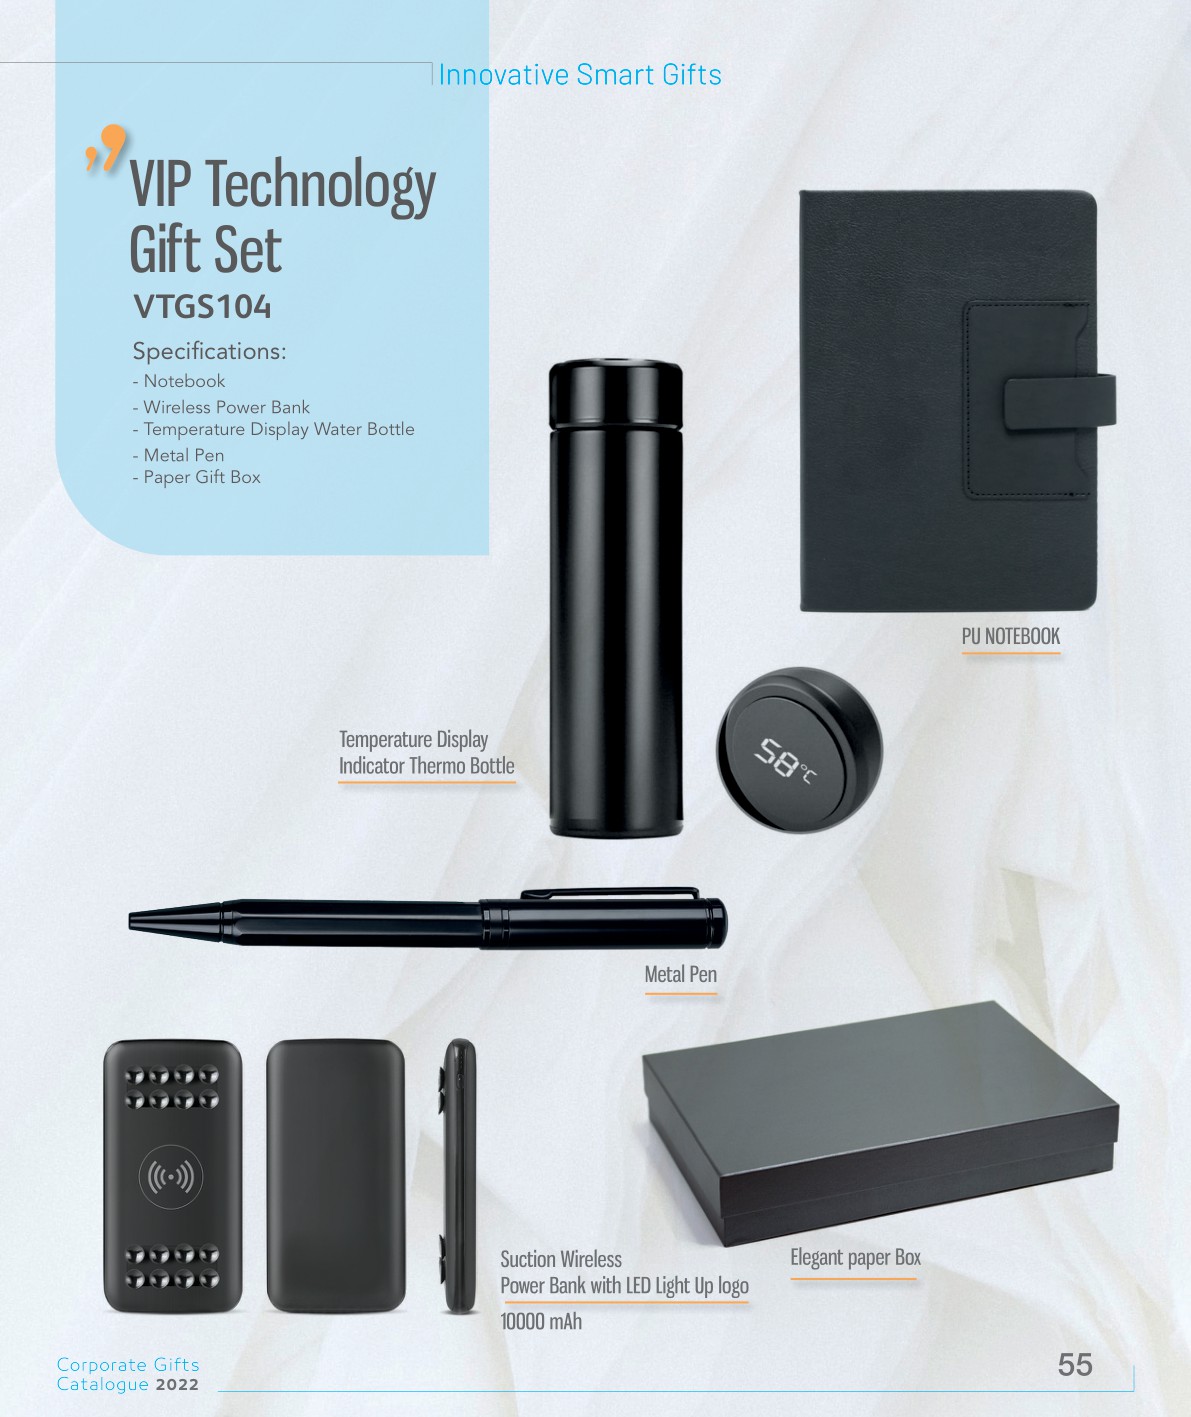 Innovative Smart Gifts
VIP Technology
Gift Set
VTGS104
Specifications:
- Notebook
- Wireless Power Bank
- Temperature Display Water Bottle
- Metal Pen
- Paper Gift Box
PU NOTEBOOK
Temperature Display
Indicator Thermo Bottle
58°C
Metal Pen
Suction Wireless
Power Bank with LED Light Up logo
10000 mAh
Elegant paper Box
Corporate Gifts
Catalogue 2022
55